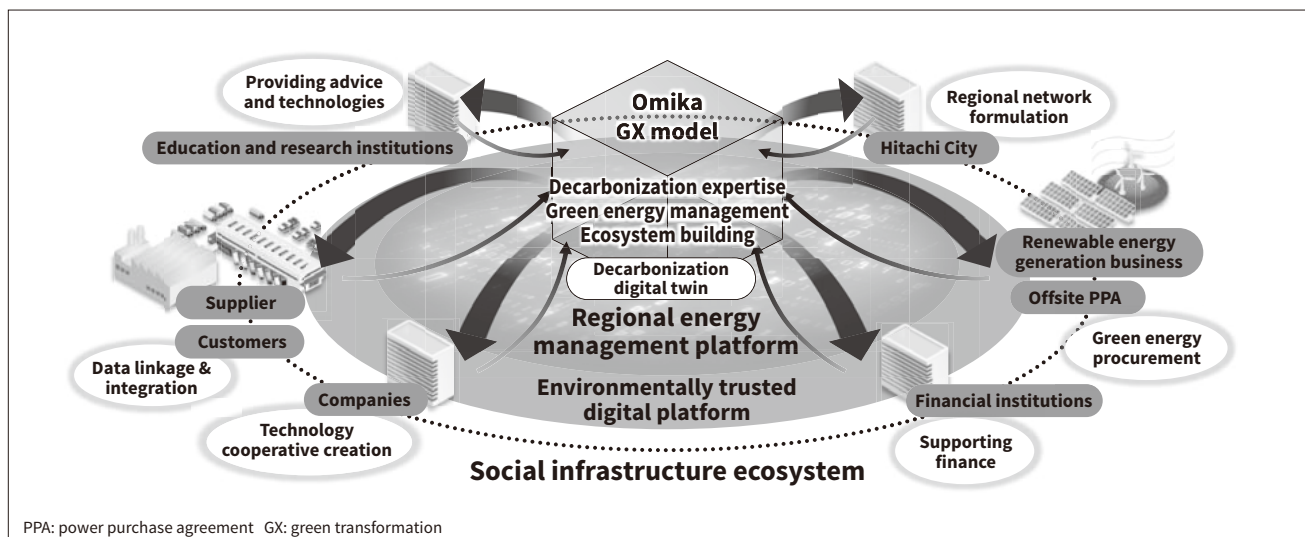 Providing advice
and technologies
Education and research institutions
Omika
GX model
Regional network
formulation
Hitachi City
Decarbonization expertise
Green energy management
Ecosystem building
Decarbonization
digital twin
Renewable energy
generation business
Offsite PPA
Green energy
procurement
Supplier
Customers
Data linkage &
integration
Regional energy
management platform
Environmentally trusted
digital platform
Companies
Technology
cooperative creation
Financial institutions
Supporting
finance
Social infrastructure ecosystem
PPA: power purchase agreement GX: green transformation